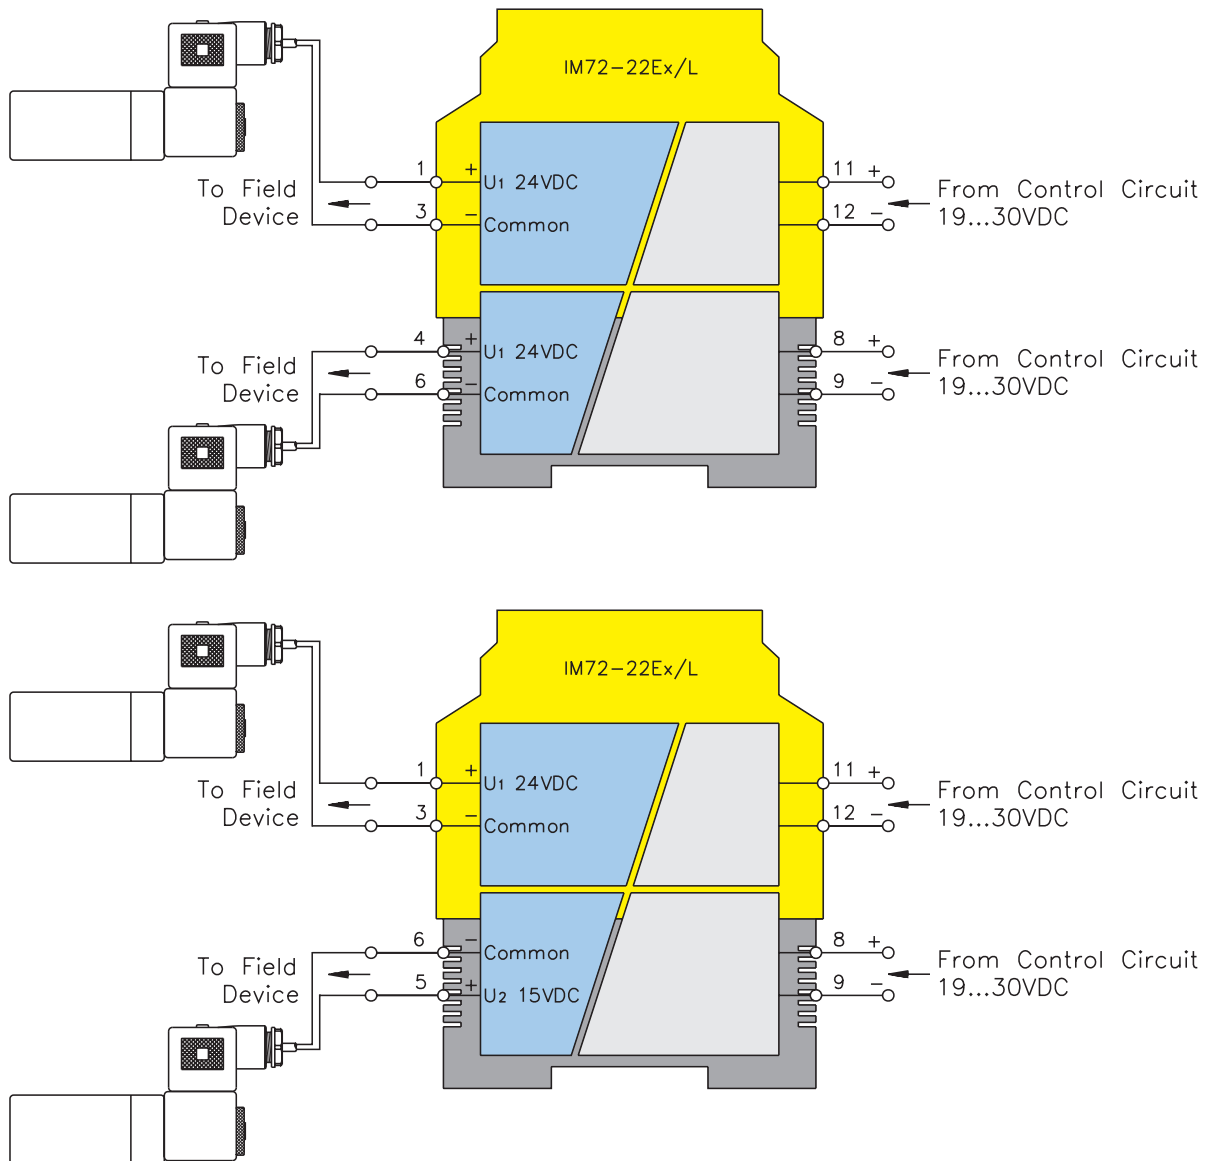 IM72-22Ex/L
1 + U1 24VDC 11 +
To Field Device
From Control Circuit 19...30VDC
3 - Common 12 -
4 + U1 24VDC 8 +
To Field Device
From Control Circuit 19...30VDC
6 - Common 9 -
IM72-22Ex/L
1 + U1 24VDC 11 +
To Field Device
From Control Circuit 19...30VDC
3 - Common 12 -
6 - Common 8 +
To Field Device
From Control Circuit 19...30VDC
5 + U2 15VDC 9 -